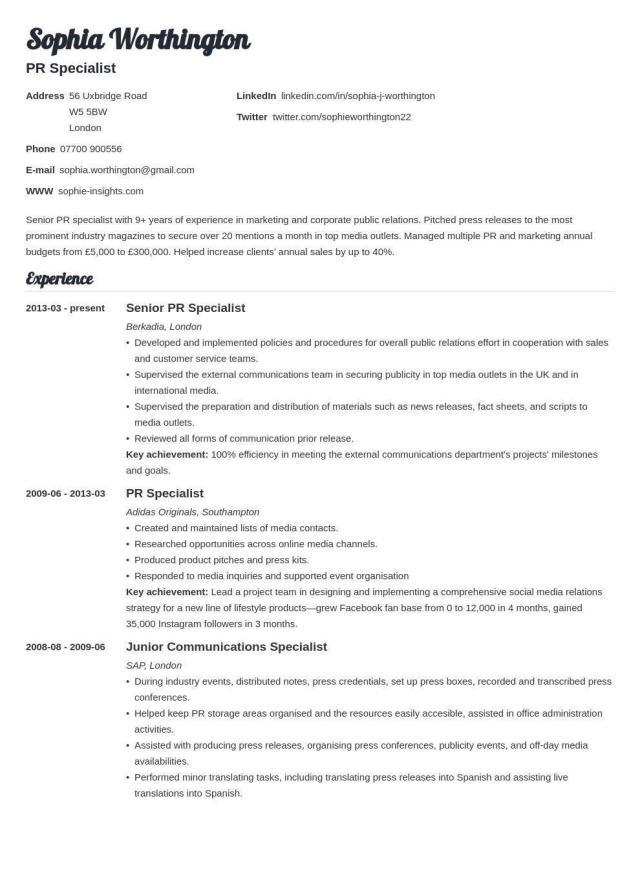 Sophia Worthington
PR Specialist
Address 56 Uxbridge Road
W5 5BW
London
Phone 07700 900556
E-mail sophia.worthington@gmail.com
WWW sophie-insights.com
LinkedIn linkedin.com/in/sophia-j-worthington
Twitter twitter.com/sophieworthington22
Senior PR specialist with 9+ years of experience in marketing and corporate public relations. Pitched press releases to the most
prominent industry magazines to secure over 20 mentions a month in top media outlets. Managed multiple PR and marketing annual
budgets from £5,000 to £300,000. Helped increase clients' annual sales by up to 40%.
Experience
2013-03 - present Senior PR Specialist
Berkadia, London
• Developed and implemented policies and procedures for overall public relations effort in cooperation with sales
and customer service teams.
• Supervised the external communications team in securing publicity in top media outlets in the UK and in
international media.
• Supervised the preparation and distribution of materials such as news releases, fact sheets, and scripts to
media outlets.
• Reviewed all forms of communication prior release.
Key achievement: 100% efficiency in meeting the external communications department's projects' milestones
and goals.
2009-06 - 2013-03 PR Specialist
Adidas Originals, Southampton
• Created and maintained lists of media contacts.
• Researched opportunities across online media channels.
• Produced product pitches and press kits.
• Responded to media inquiries and supported event organisation
Key achievement: Lead a project team in designing and implementing a comprehensive social media relations
strategy for a new line of lifestyle products—grew Facebook fan base from 0 to 12,000 in 4 months, gained
35,000 Instagram followers in 3 months.
2008-08 - 2009-06 Junior Communications Specialist
SAP, London
• During industry events, distributed notes, press credentials, set up press boxes, recorded and transcribed press
conferences.
• Helped keep PR storage areas organised and the resources easily accesible, assisted in office administration
activities.
• Assisted with producing press releases, organising press conferences, publicity events, and off-day media
availabilities.
• Performed minor translating tasks, including translating press releases into Spanish and assisting live
translations into Spanish.